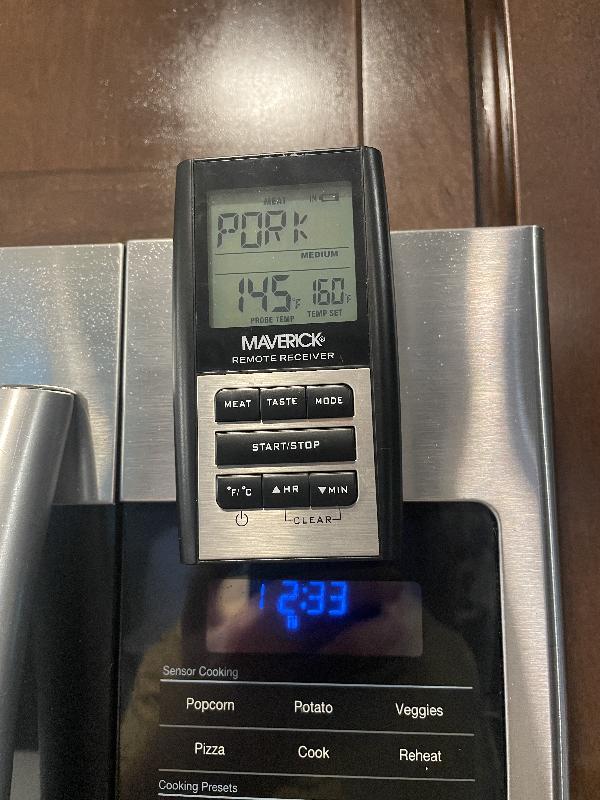 MEAT IN
PORK
MEDIUM
145°F 160°F
PROBE TEMP TEMP SET
MAVERICK®
REMOTE RECEIVER
MEAT TASTE MODE
START/STOP
°F/°C ▲HR ▼MIN
CLEAR
12:33
Sensor Cooking
Popcorn Potato Veggies
Pizza Cook Reheat
Cooking Presets